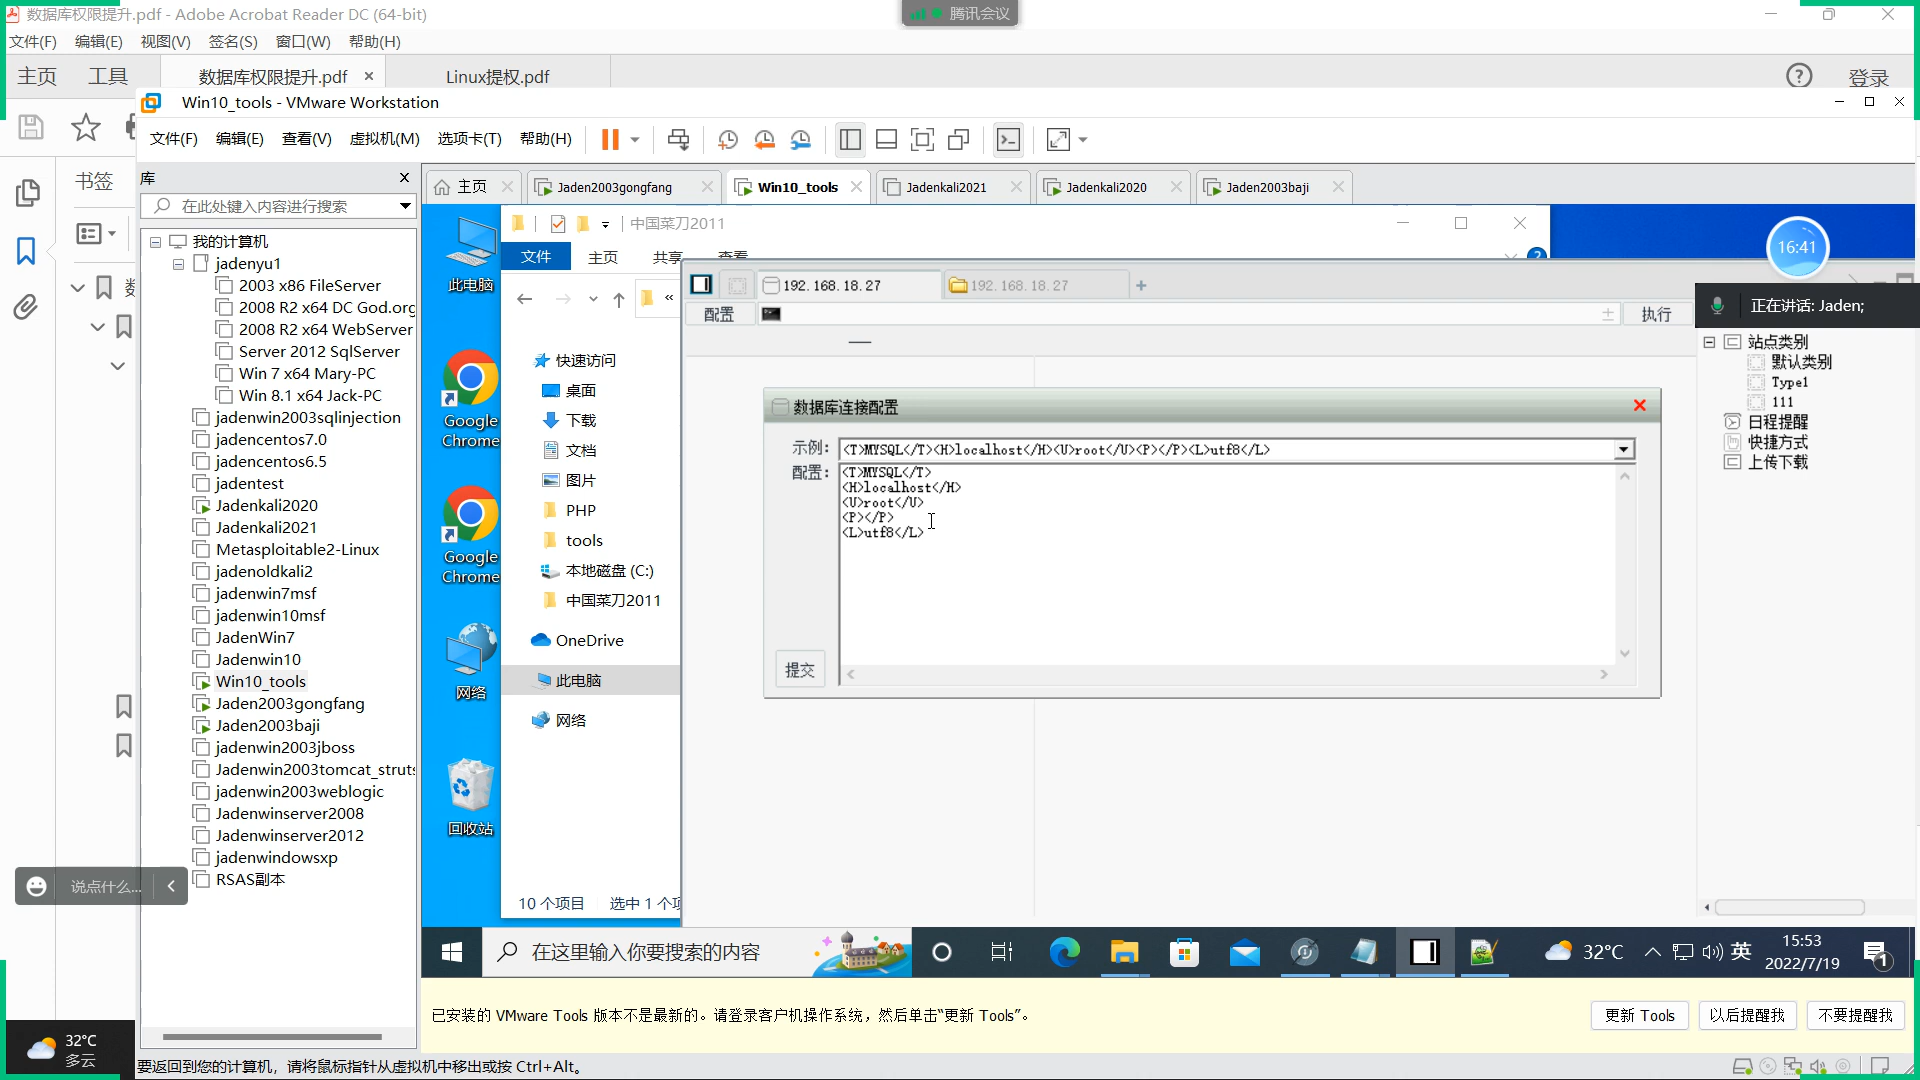 数据库权限提升.pdf - Adobe Acrobat Reader DC (64-bit)
腾讯会议
文件(F) 编辑(E) 视图(V) 签名(S) 窗口(W) 帮助(H)
主页 工具 数据库权限提升.pdf Linux提权.pdf 登录
Win10_tools - VMware Workstation
文件(F) 编辑(E) 查看(V) 虚拟机(M) 选项卡(T) 帮助(H)
书签
库
在此处键入内容进行搜索
我的计算机
jadenyu1
2003 x86 FileServer
2008 R2 x64 DC God.org
2008 R2 x64 WebServer
Server 2012 SqlServer
Win 7 x64 Mary-PC
Win 8.1 x64 Jack-PC
jadenwin2003sqlinjection
jadencentos7.0
jadencentos6.5
jadentest
Jadenkali2020
Jadenkali2021
Metasploitable2-Linux
jadenoldkali2
jadenwin7msf
jadenwin10msf
JadenWin7
Jadenwin10
Win10_tools
Jaden2003gongfang
Jaden2003baji
jadenwin2003jboss
Jadenwin2003tomcat_struts
jadenwin2003weblogic
Jadenwinserver2008
Jadenwinserver2012
jadenwindowsxp
RSAS副本
说点什么...
主页 Jaden2003gongfang Win10_tools Jadenkali2021 Jadenkali2020 Jaden2003baji
此电脑
Google Chrome
Google Chrome
网络
回收站
中国菜刀2011
文件 主页 共享 查看
快速访问
桌面
下载
文档
图片
PHP
tools
本地磁盘 (C:)
中国菜刀2011
OneDrive
此电脑
网络
10 个项目 选中 1 个项
192.168.18.27 192.168.18.27
配置 执行
数据库连接配置
示例: <T>MYSQL</T><H>localhost</H><U>root</U><P></P><L>utf8</L>
配置: <T>MYSQL</T>
<H>localhost</H>
<U>root</U>
<P></P>
<L>utf8</L>
提交
16:41
正在讲话: Jaden;
站点类别
默认类别
Type1
111
日程提醒
快捷方式
上传下载
在这里输入你要搜索的内容
32°C 英 15:53
2022/7/19
1
已安装的 VMware Tools 版本不是最新的。请登录客户机操作系统，然后单击“更新 Tools”。
更新 Tools 以后提醒我 不要提醒我
32°C
多云
要返回到您的计算机，请将鼠标指针从虚拟机中移出或按 Ctrl+Alt。